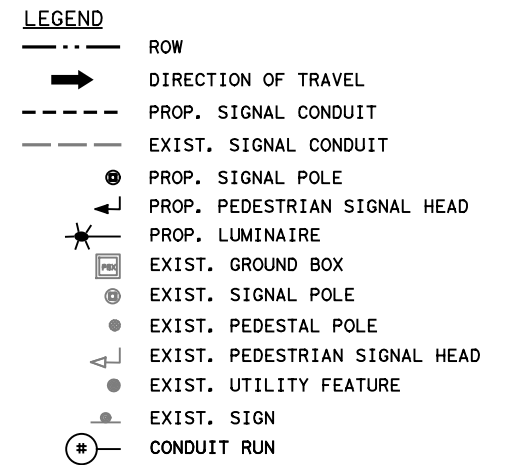 LEGEND
ROW
DIRECTION OF TRAVEL
PROP. SIGNAL CONDUIT
EXIST. SIGNAL CONDUIT
PROP. SIGNAL POLE
PROP. PEDESTRIAN SIGNAL HEAD
PROP. LUMINAIRE
PBX EXIST. GROUND BOX
EXIST. SIGNAL POLE
EXIST. PEDESTAL POLE
EXIST. PEDESTRIAN SIGNAL HEAD
EXIST. UTILITY FEATURE
EXIST. SIGN
# CONDUIT RUN